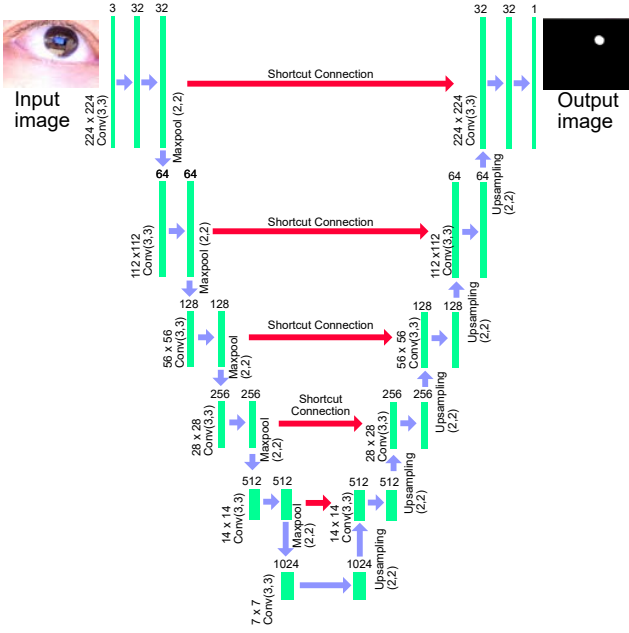 3 32 32
32 32 1
Input
image
224 x 224
Conv(3,3)
Maxpool (2,2)
Shortcut Connection
224 x 224
Conv(3,3)
Output
image
64 64
112 x112
Conv(3,3)
Maxpool (2,2)
Shortcut Connection
64 64
112 x112
Conv(3,3)
Upsampling
(2,2)
128 128
56 x 56
Conv(3,3)
Maxpool
(2,2)
Shortcut Connection
128 128
56 x 56
Conv(3,3)
Upsampling
(2,2)
256 256
28 x 28
Conv(3,3)
Maxpool
(2,2)
Shortcut
Connection
256 256
28 x 28
Conv(3,3)
Upsampling
(2,2)
512 512
14 x 14
Conv(3,3)
Maxpool
(2,2)
512 512
14 x 14
Conv(3,3)
Upsampling
(2,2)
1024
7 x 7
Conv(3,3)
1024
Upsampling
(2,2)